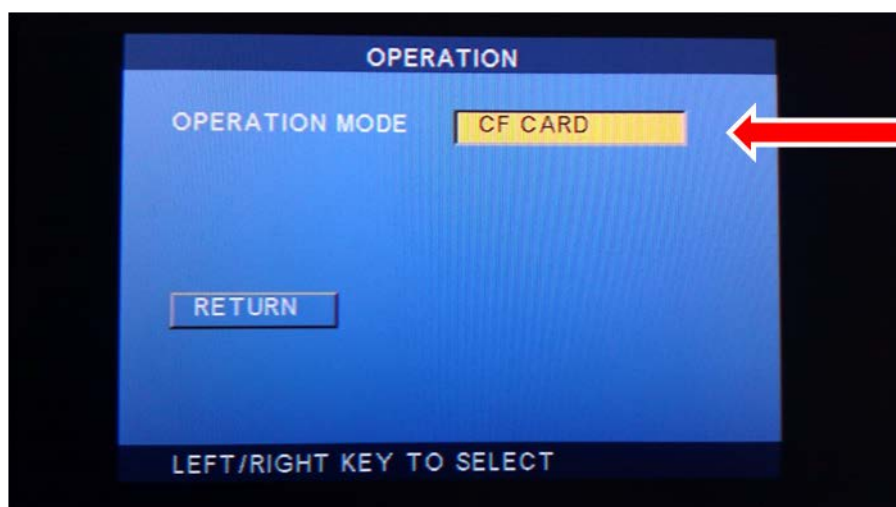 OPERATION
OPERATION MODE CF CARD
RETURN
LEFT/RIGHT KEY TO SELECT